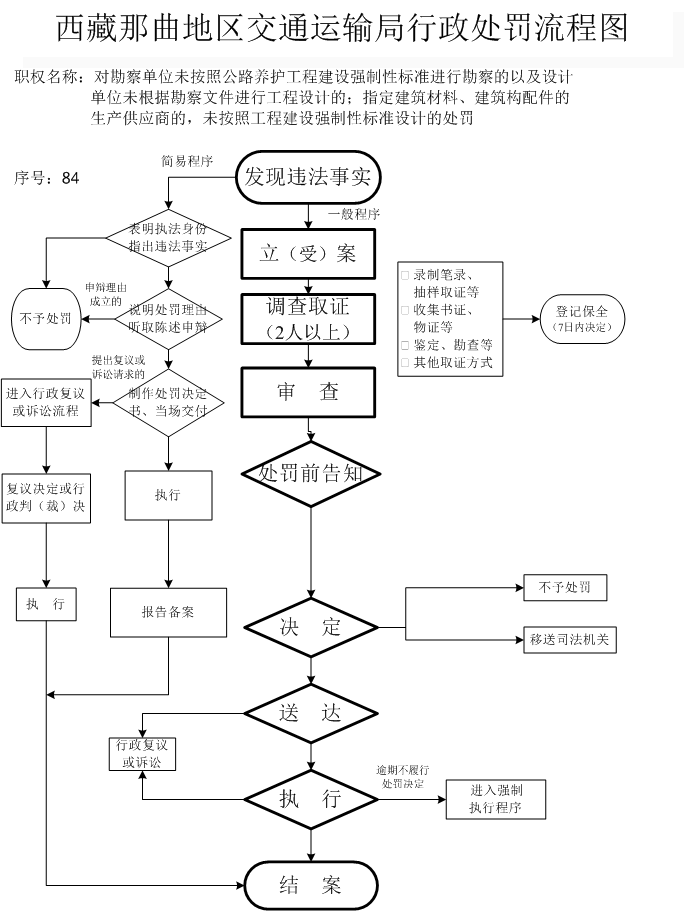 西藏那曲地区交通运输局行政处罚流程图
职权名称：对勘察单位未按照公路养护工程建设强制性标准进行勘察的以及设计
单位未根据勘察文件进行工程设计的；指定建筑材料、建筑构配件的
生产供应商的，未按照工程建设强制性标准设计的处罚
序号：84
简易程序
发现违法事实
一般程序
表明执法身份
指出违法事实
立（受）案
申辩理由
成立的
不予处罚
说明处罚理由
听取陈述申辩
调查取证
（2人以上）
录制笔录、
抽样取证等
收集书证、
物证等
鉴定、勘查等
其他取证方式
登记保全
（7日内决定）
提出复议或
诉讼请求的
进入行政复议
或诉讼流程
制作处罚决定
书、当场交付
审 查
处罚前告知
复议决定或行
政判（裁）决
执行
执 行
报告备案
决 定
不予处罚
移送司法机关
送 达
行政复议
或诉讼
执 行
逾期不履行
处罚决定
进入强制
执行程序
结 案